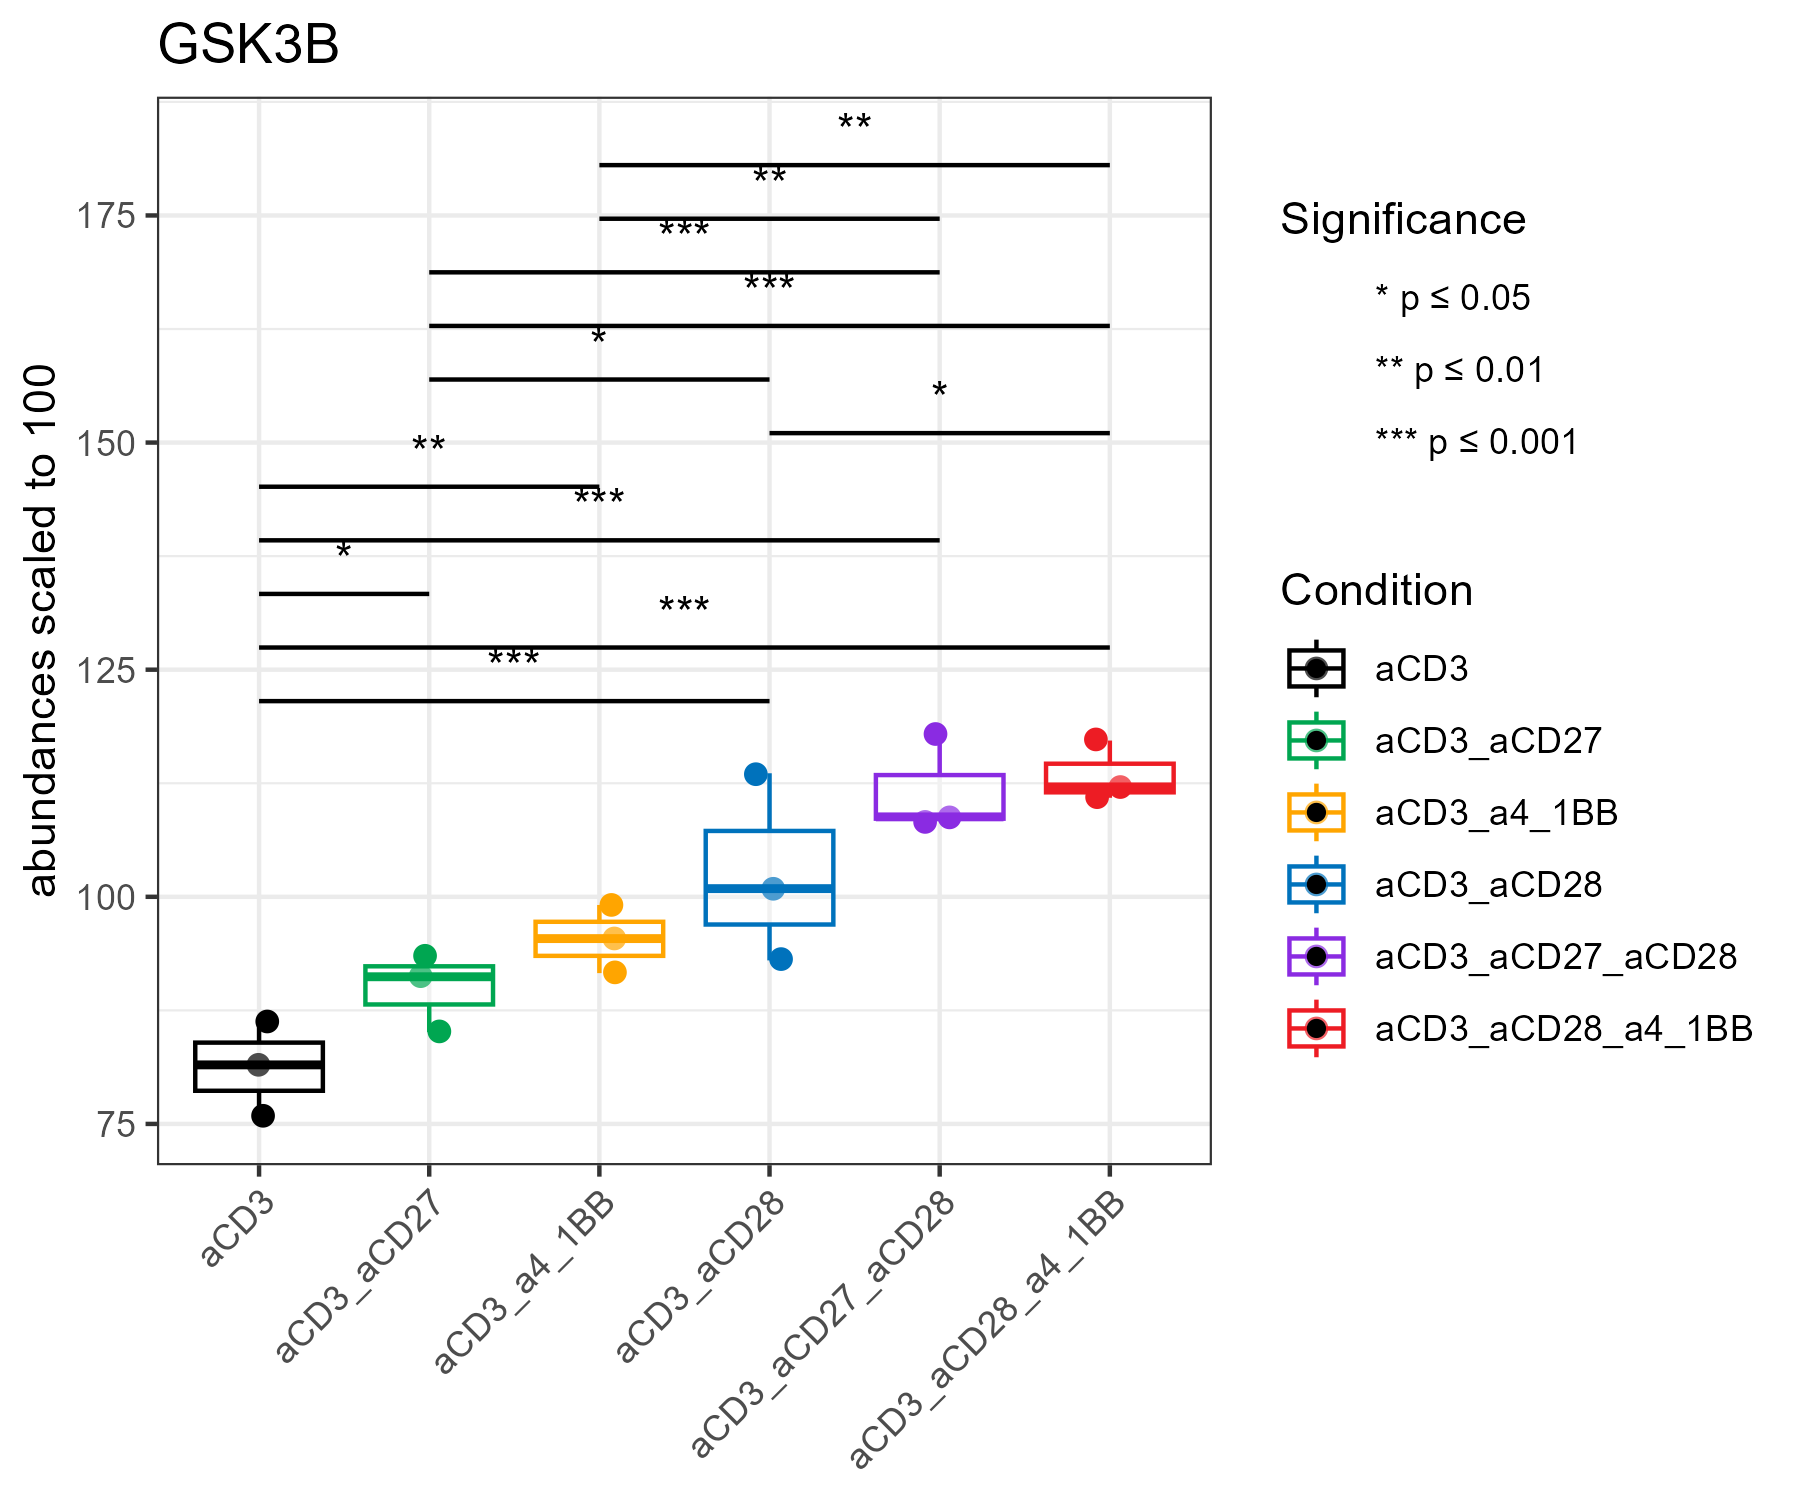 GSK3B
abundances scaled to 100
175
150
125
100
75
**
**
***
***
*
*
**
***
*
***
***
aCD3
aCD3_aCD27
aCD3_a4_1BB
aCD3_aCD28
aCD3_aCD27_aCD28
aCD3_aCD28_a4_1BB
Significance
* p ≤ 0.05
** p ≤ 0.01
*** p ≤ 0.001
Condition
aCD3
aCD3_aCD27
aCD3_a4_1BB
aCD3_aCD28
aCD3_aCD27_aCD28
aCD3_aCD28_a4_1BB